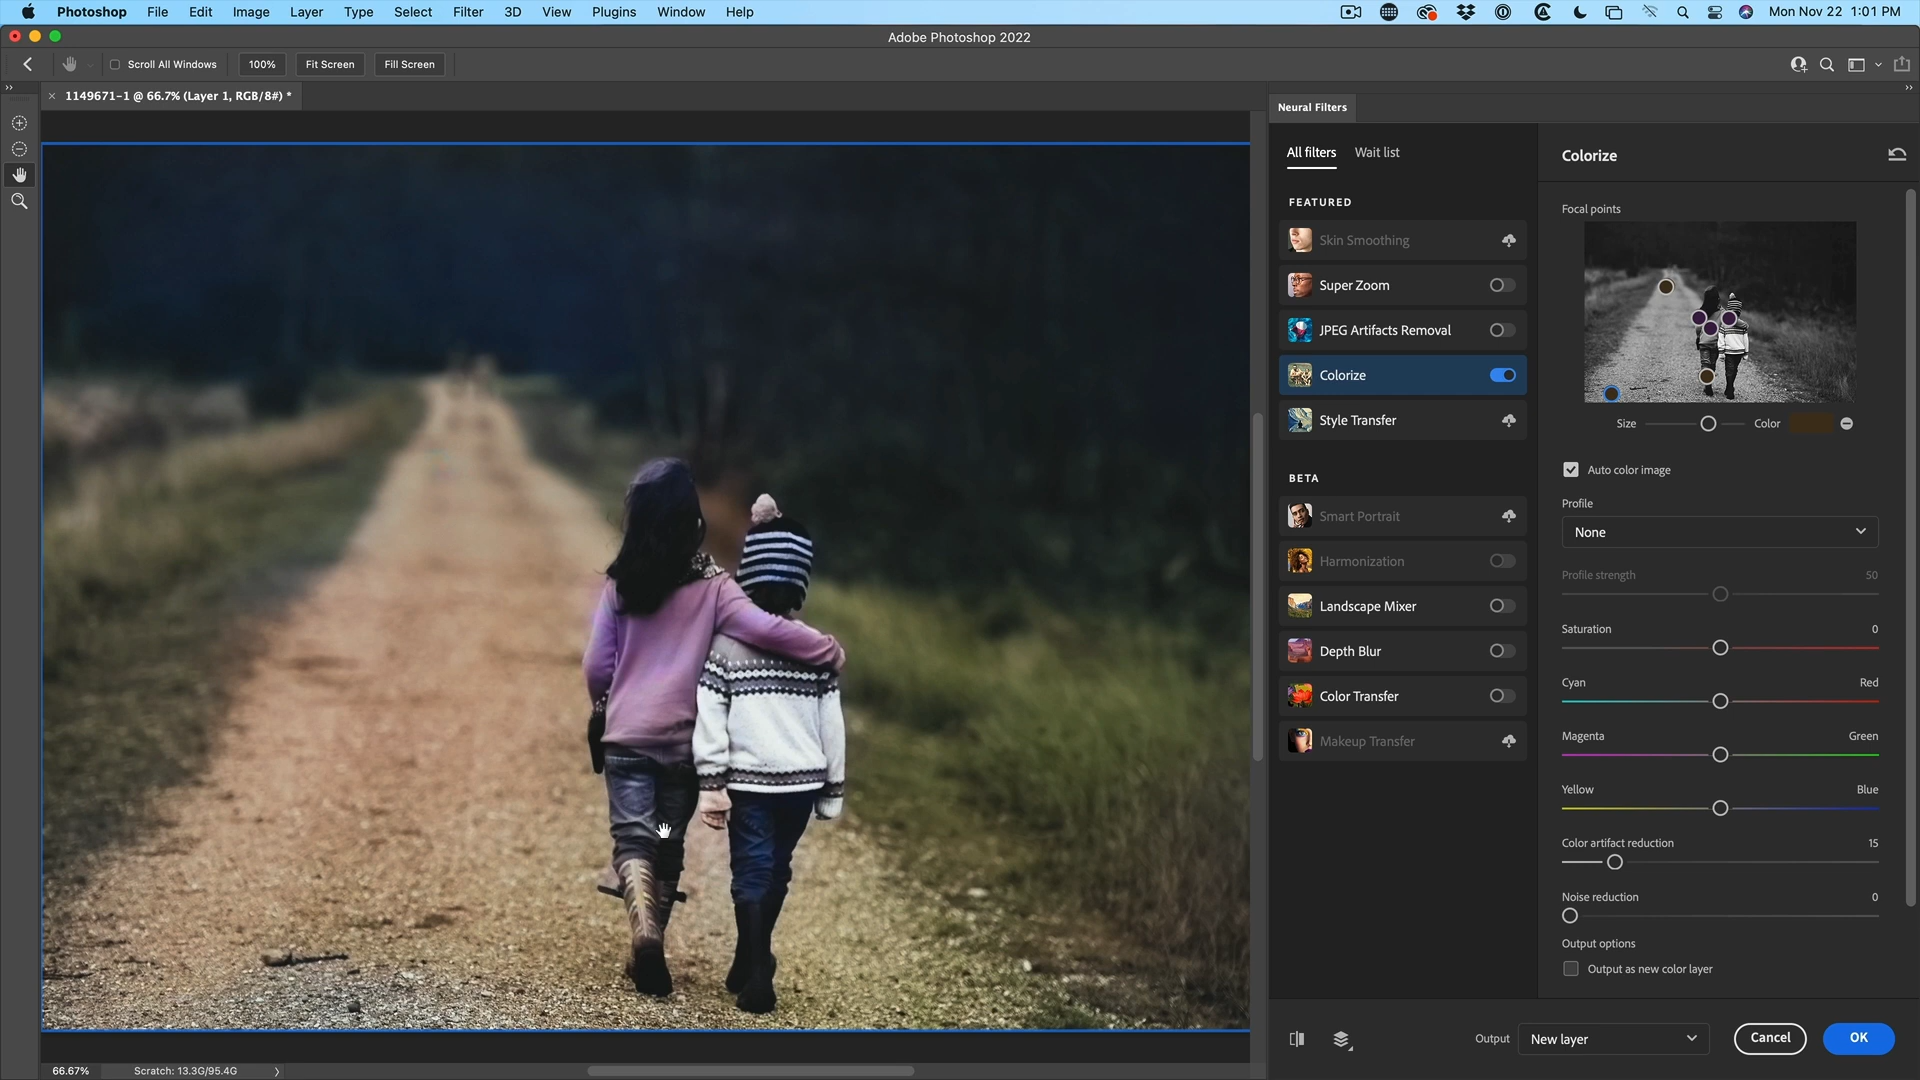 Photoshop File Edit Image Layer Type Select Filter 3D View Plugins Window Help Mon Nov 22 1:01 PM
Adobe Photoshop 2022
Scroll All Windows 100% Fit Screen Fill Screen
1149671-1 @ 66.7% (Layer 1, RGB/8#) *
Neural Filters
All filters Wait list
FEATURED
Skin Smoothing
Super Zoom
JPEG Artifacts Removal
Colorize
Style Transfer
BETA
Smart Portrait
Harmonization
Landscape Mixer
Depth Blur
Color Transfer
Makeup Transfer
Colorize
Focal points
Size Color
Auto color image
Profile
None
Profile strength 50
Saturation 0
Cyan Red
Magenta Green
Yellow Blue
Color artifact reduction 15
Noise reduction 0
Output options
Output as new color layer
Output New layer Cancel OK
66.67% Scratch: 13.3G/95.4G